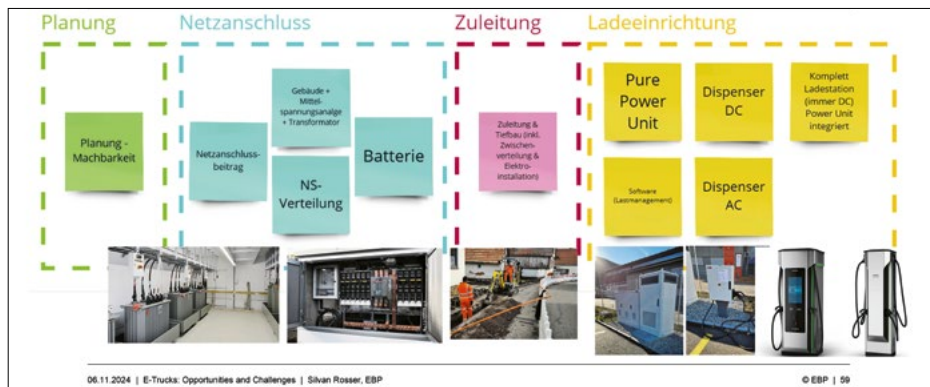 Planung
Netzanschluss
Zuleitung
Ladeeinrichtung
Planung -
Machbarkeit
Netzanschluss-
beitrag
Gebäude +
Mittel-
spannungsanalge
+ Transformator
NS-
Verteilung
Batterie
Zuleitung &
Tiefbau (inkl.
Zwischen-
verteilung &
Elektro-
installation)
Pure
Power
Unit
Dispenser
DC
Komplett
Ladestation
(immer DC)
Power Unit
integriert
Software
(Lastmanagement)
Dispenser
AC
06.11.2024 | E-Trucks: Opportunities and Challenges | Silvan Rosser, EBP
© EBP | 59